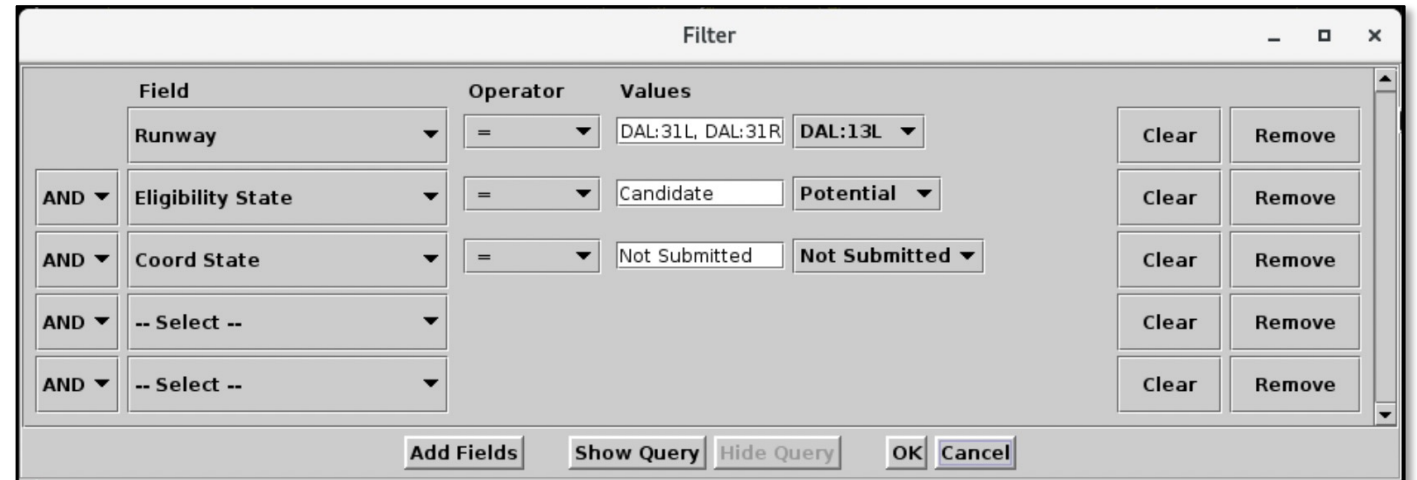 Filter
Field Operator Values
Runway = DAL:31L, DAL:31R DAL:13L Clear Remove
AND Eligibility State = Candidate Potential Clear Remove
AND Coord State = Not Submitted Not Submitted Clear Remove
AND -- Select -- Clear Remove
AND -- Select -- Clear Remove
Add Fields Show Query Hide Query OK Cancel